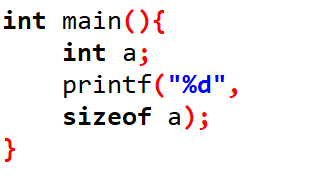 int main(){
    int a;
    printf("%d",
    sizeof a);
}